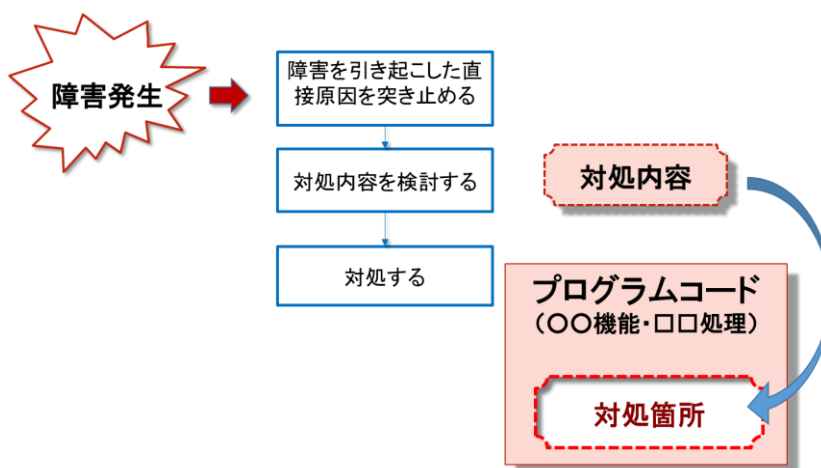 障害発生
障害を引き起こした直
接原因を突き止める
対処内容を検討する
対処する
対処内容
プログラムコード
（〇〇機能・□□処理）
対処箇所